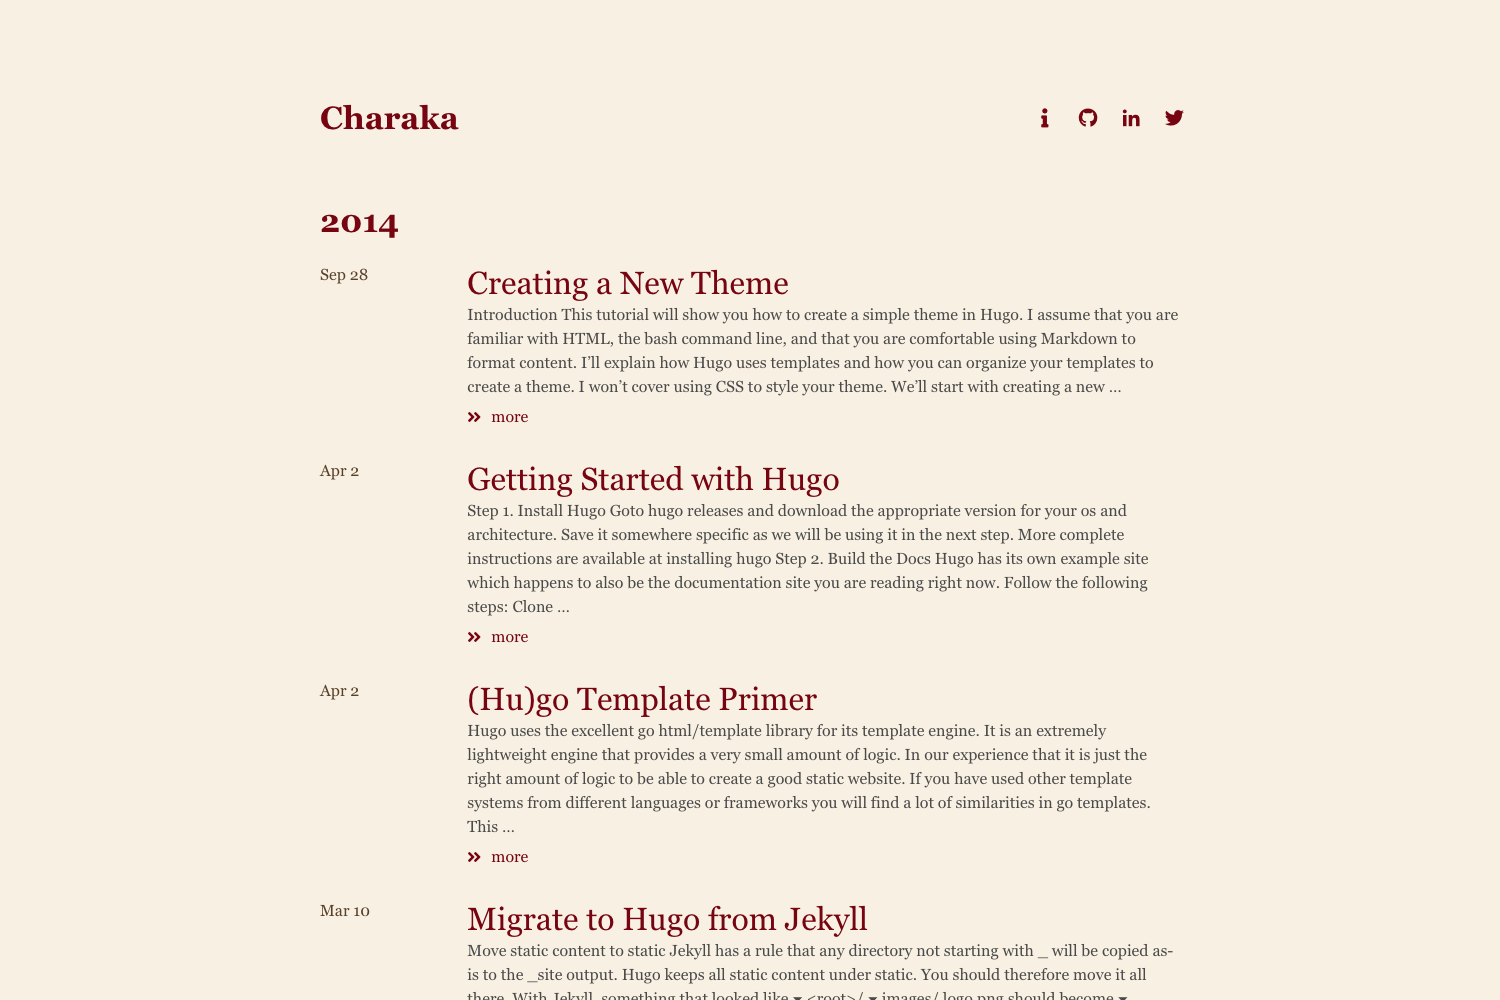 Charaka
2014
Sep 28
Creating a New Theme
Introduction This tutorial will show you how to create a simple theme in Hugo. I assume that you are
familiar with HTML, the bash command line, and that you are comfortable using Markdown to
format content. I’ll explain how Hugo uses templates and how you can organize your templates to
create a theme. I won’t cover using CSS to style your theme. We’ll start with creating a new …
more
Apr 2
Getting Started with Hugo
Step 1. Install Hugo Goto hugo releases and download the appropriate version for your os and
architecture. Save it somewhere specific as we will be using it in the next step. More complete
instructions are available at installing hugo Step 2. Build the Docs Hugo has its own example site
which happens to also be the documentation site you are reading right now. Follow the following
steps: Clone …
more
Apr 2
(Hu)go Template Primer
Hugo uses the excellent go html/template library for its template engine. It is an extremely
lightweight engine that provides a very small amount of logic. In our experience that it is just the
right amount of logic to be able to create a good static website. If you have used other template
systems from different languages or frameworks you will find a lot of similarities in go templates.
This …
more
Mar 10
Migrate to Hugo from Jekyll
Move static content to static Jekyll has a rule that any directory not starting with _ will be copied as-
is to the _site output. Hugo keeps all static content under static. You should therefore move it all
there. With Jekyll, something that looked like ▾ <root>/ ▾ images/ logo.png should become ▾